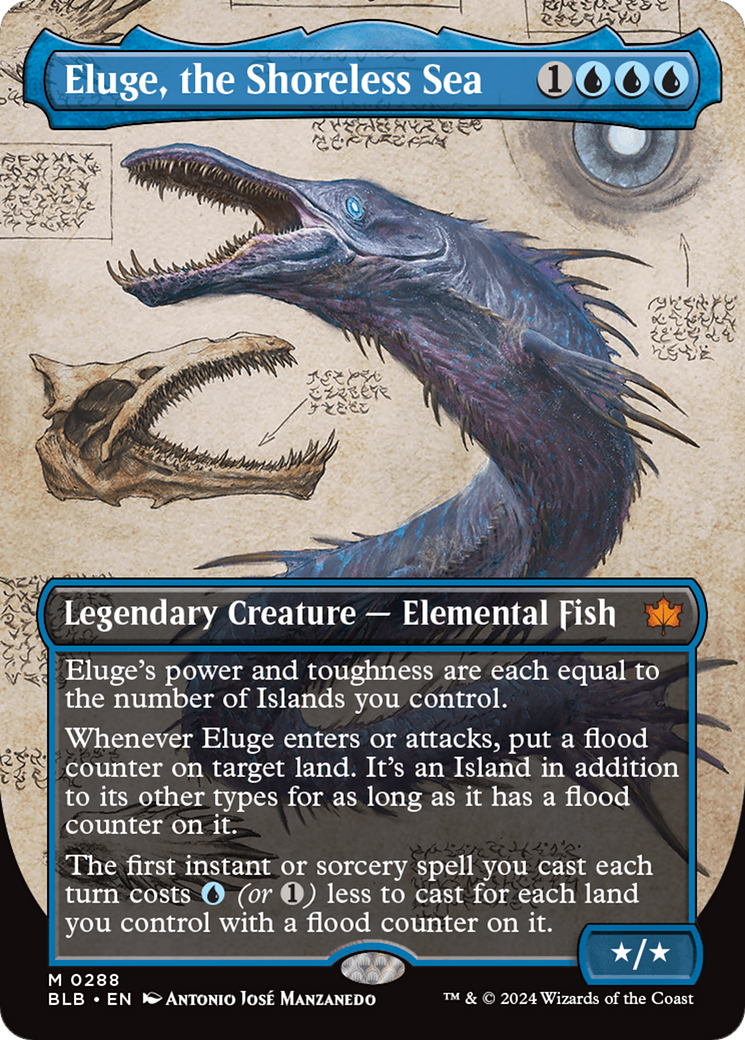 Eluge, the Shoreless Sea 1
Legendary Creature — Elemental Fish
Eluge's power and toughness are each equal to
the number of Islands you control.
Whenever Eluge enters or attacks, put a flood
counter on target land. It's an Island in addition
to its other types for as long as it has a flood
counter on it.
The first instant or sorcery spell you cast each
turn costs (or 1) less to cast for each land
you control with a flood counter on it.
★/★
M 0288
BLB • EN Antonio José Manzanedo
™ & © 2024 Wizards of the Coast